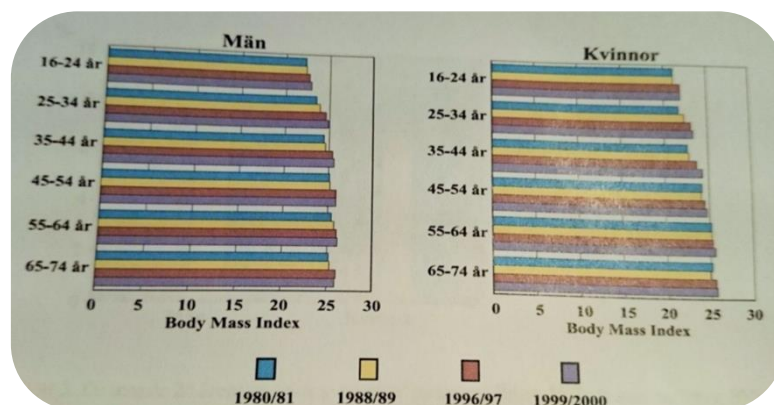 Män
16-24 år
25-34 år
35-44 år
45-54 år
55-64 år
65-74 år
0 5 10 15 20 25 30
Body Mass Index
Kvinnor
16-24 år
25-34 år
35-44 år
45-54 år
55-64 år
65-74 år
0 5 10 15 20 25 30
Body Mass Index
1980/81 1988/89 1996/97 1999/2000